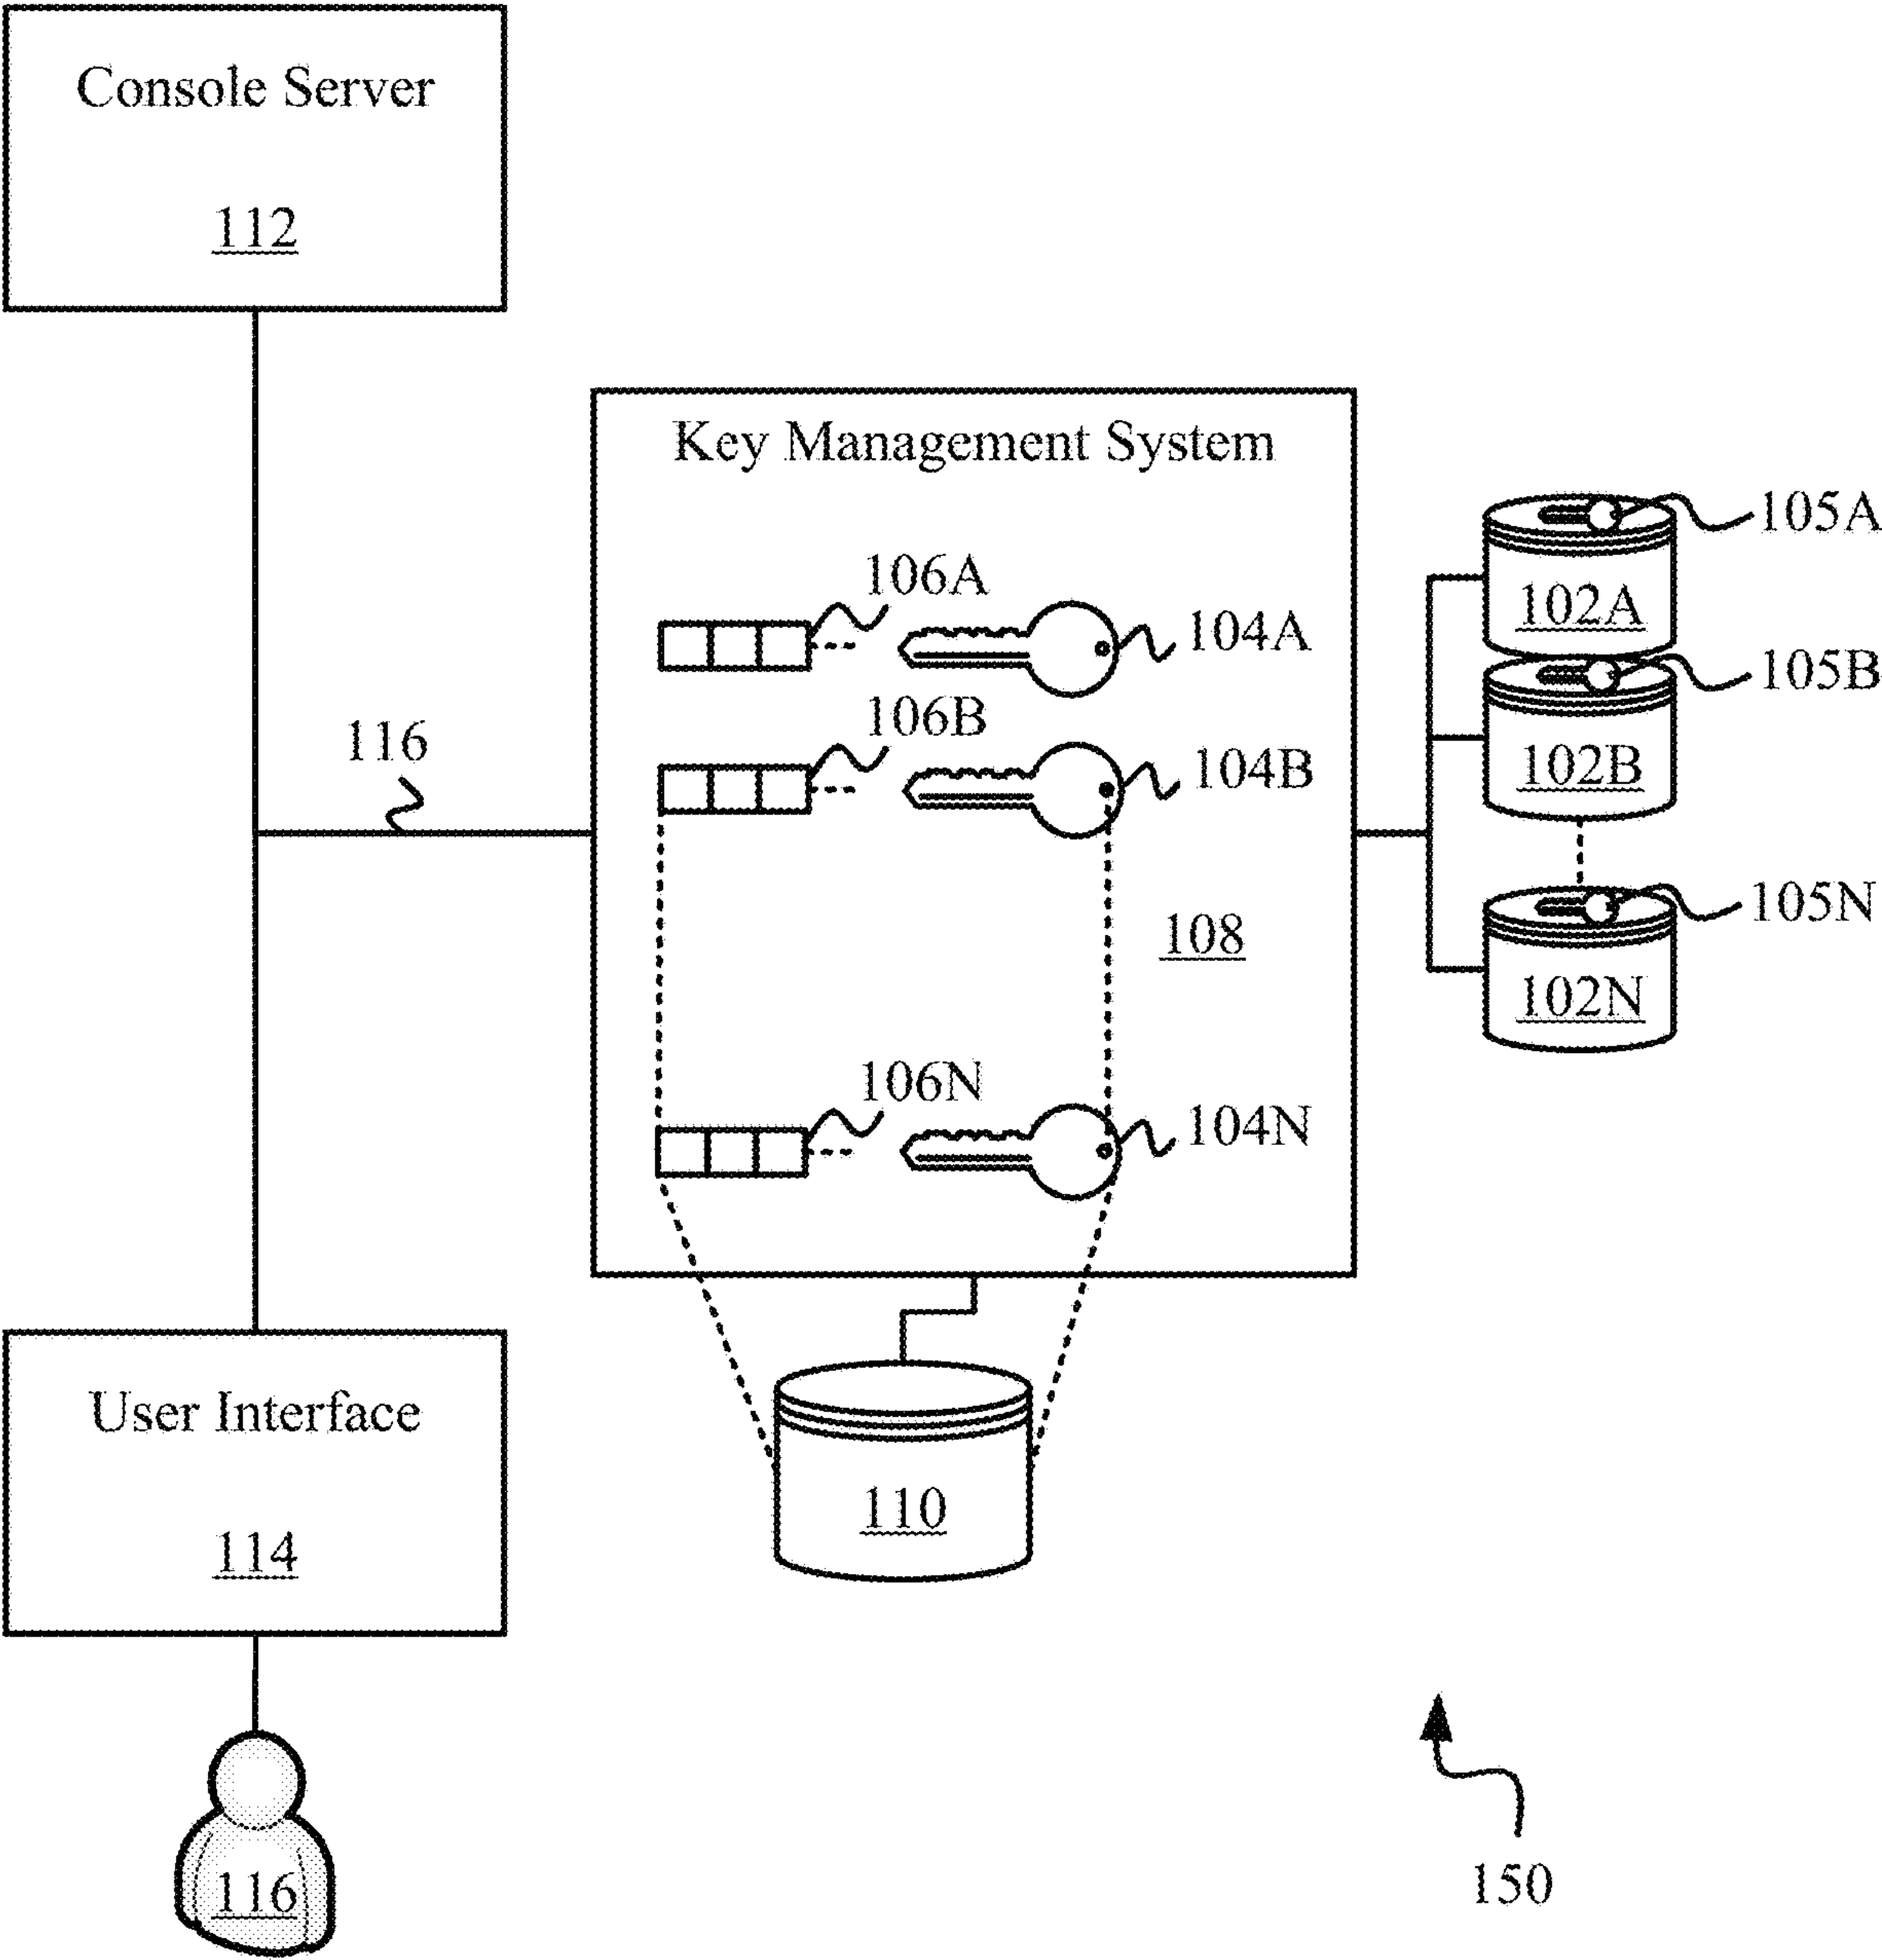 Console Server
112
Key Management System
106A
104A
106B
104B
116
108
106N
104N
105A
102A
105B
102B
105N
102N
110
User Interface
114
116
150